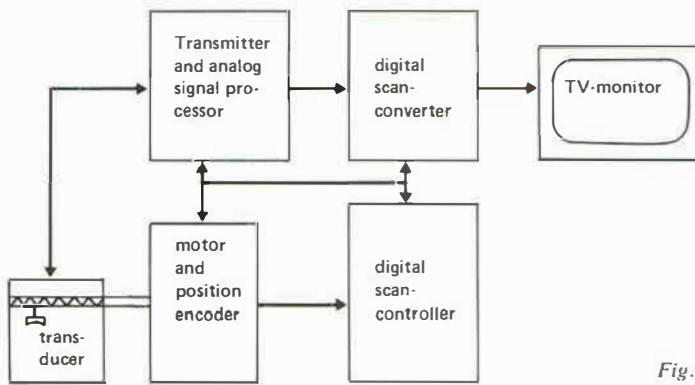 Transmitter
and analog
signal pro-
cessor
digital
scan-
converter
TV-monitor
motor
and
position
encoder
digital
scan-
controller
trans-
ducer
Fig.